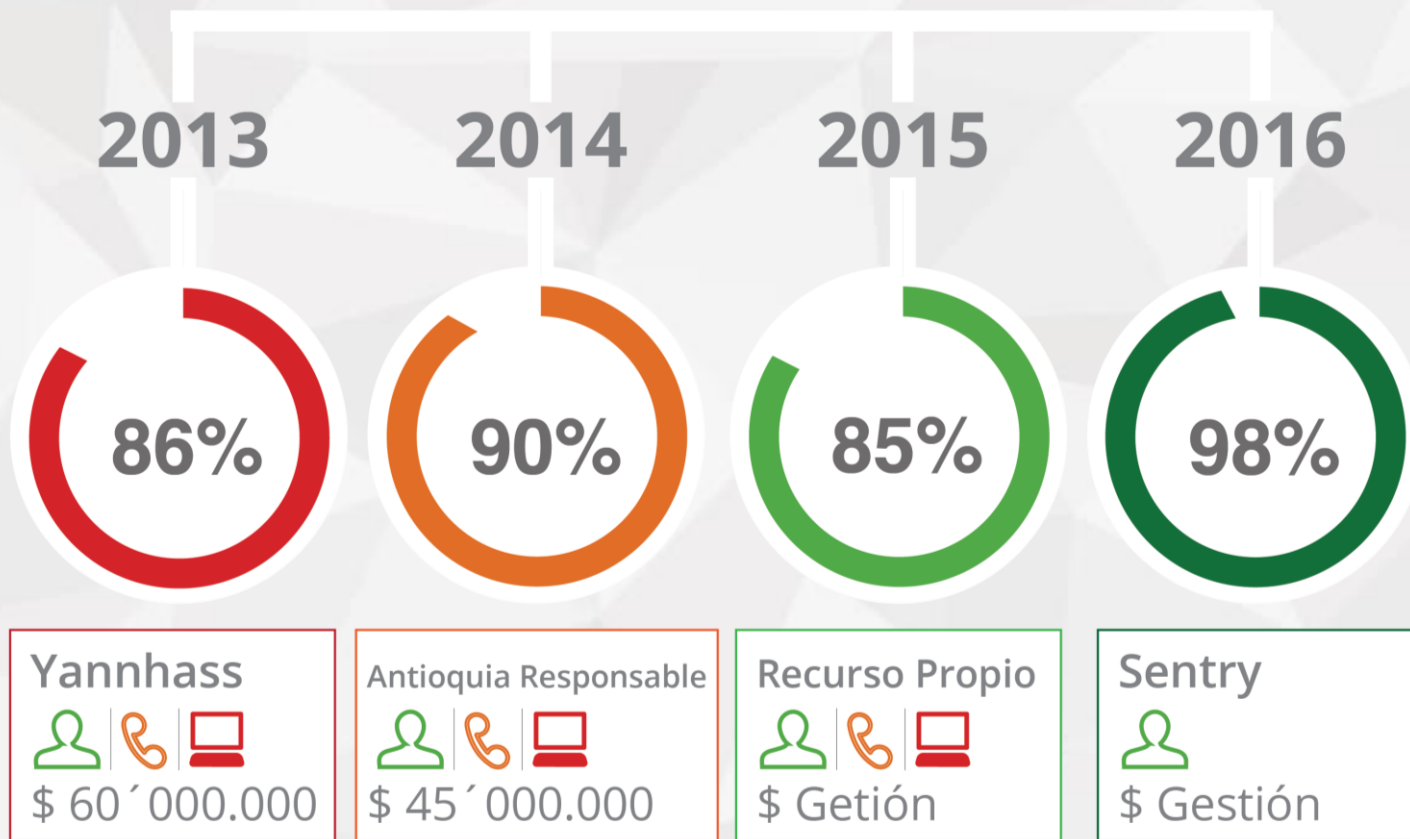 2013
2014
2015
2016
86%
90%
85%
98%
Yannhass
$ 60´000.000
Antioquia Responsable
$ 45´000.000
Recurso Propio
$ Getión
Sentry
$ Gestión